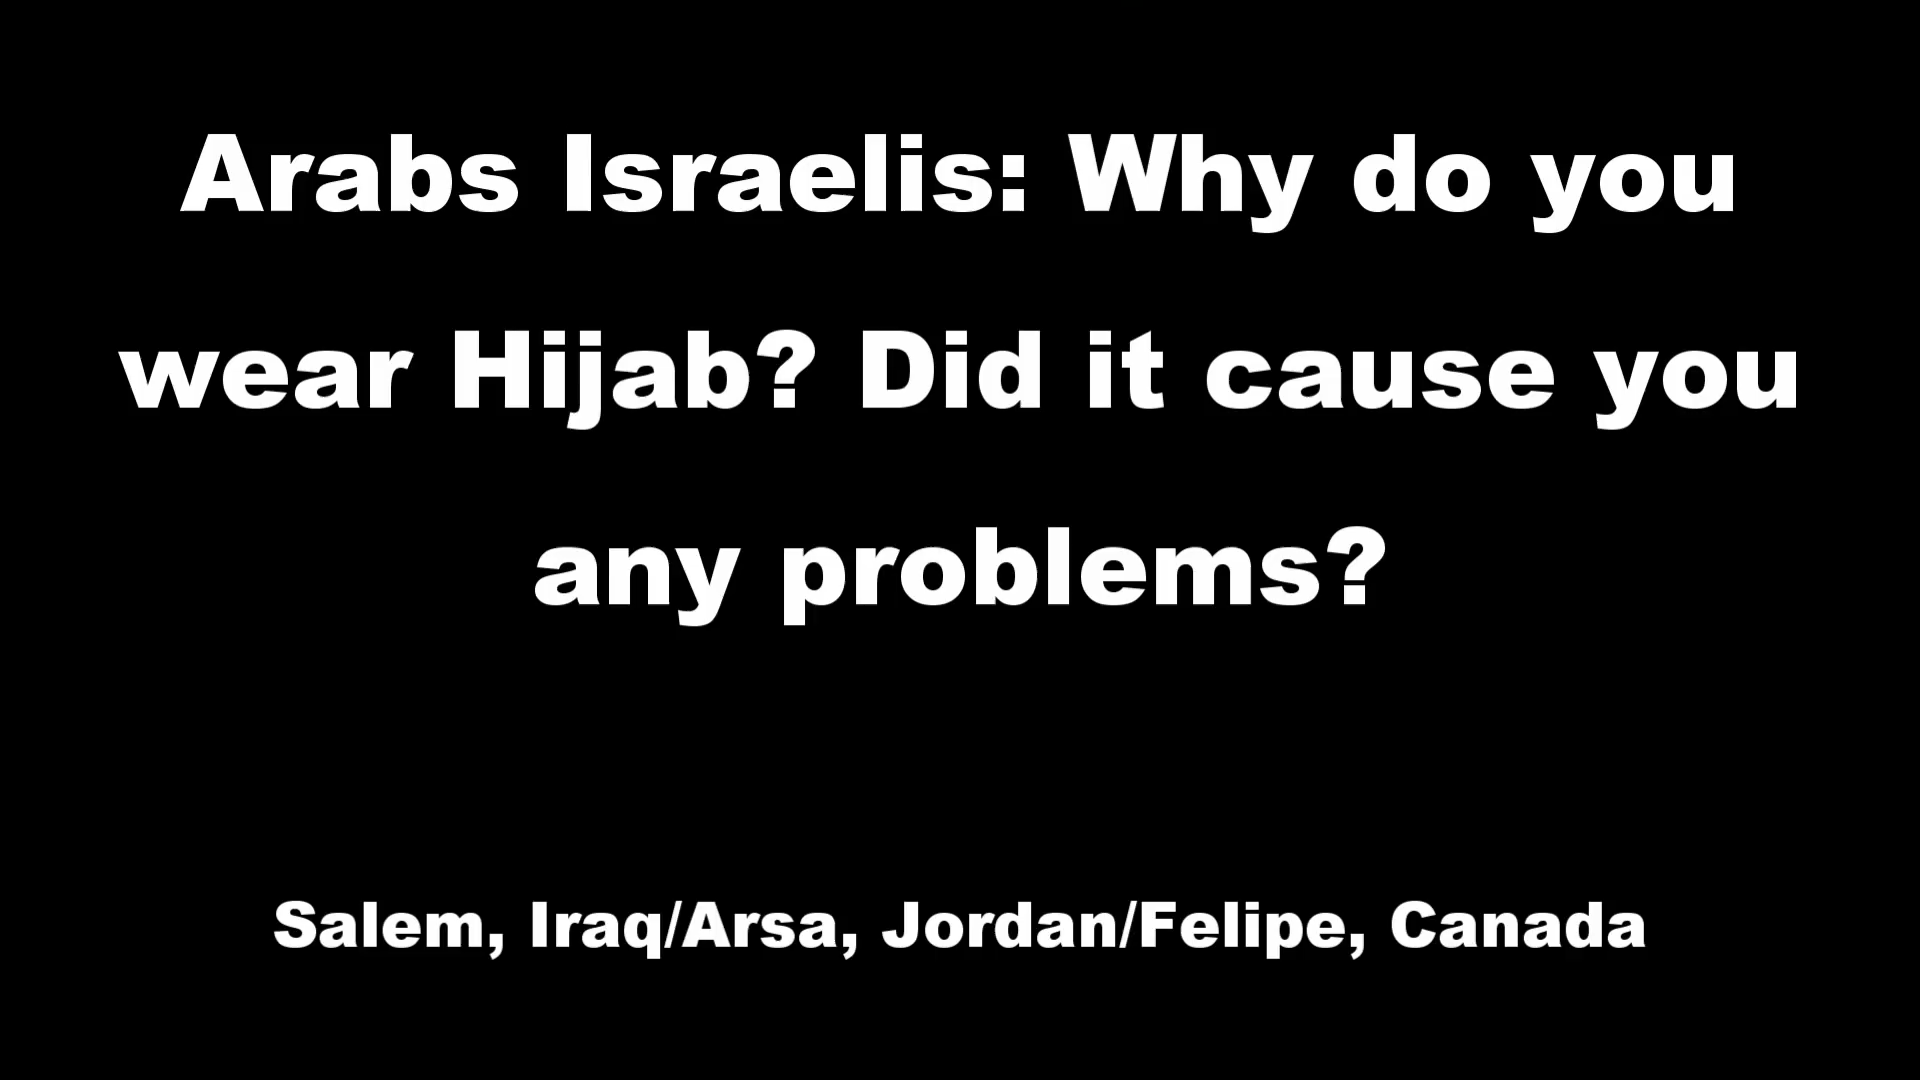 Arabs Israelis: Why do you
wear Hijab? Did it cause you
any problems?
Salem, Iraq/Arsa, Jordan/Felipe, Canada